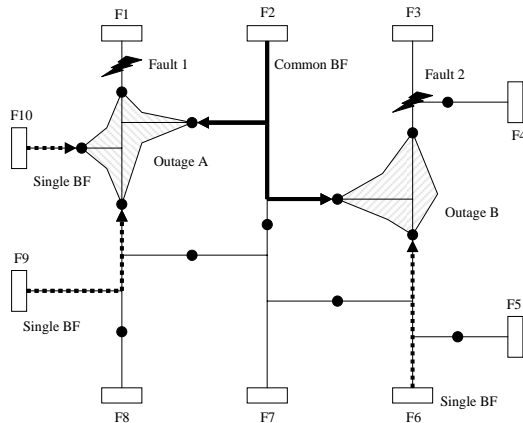 F1
F2
F3
Fault 1
Common BF
Fault 2
F10
F4
Single BF
Outage A
Outage B
F9
Single BF
F5
F8
F7
F6
Single BF